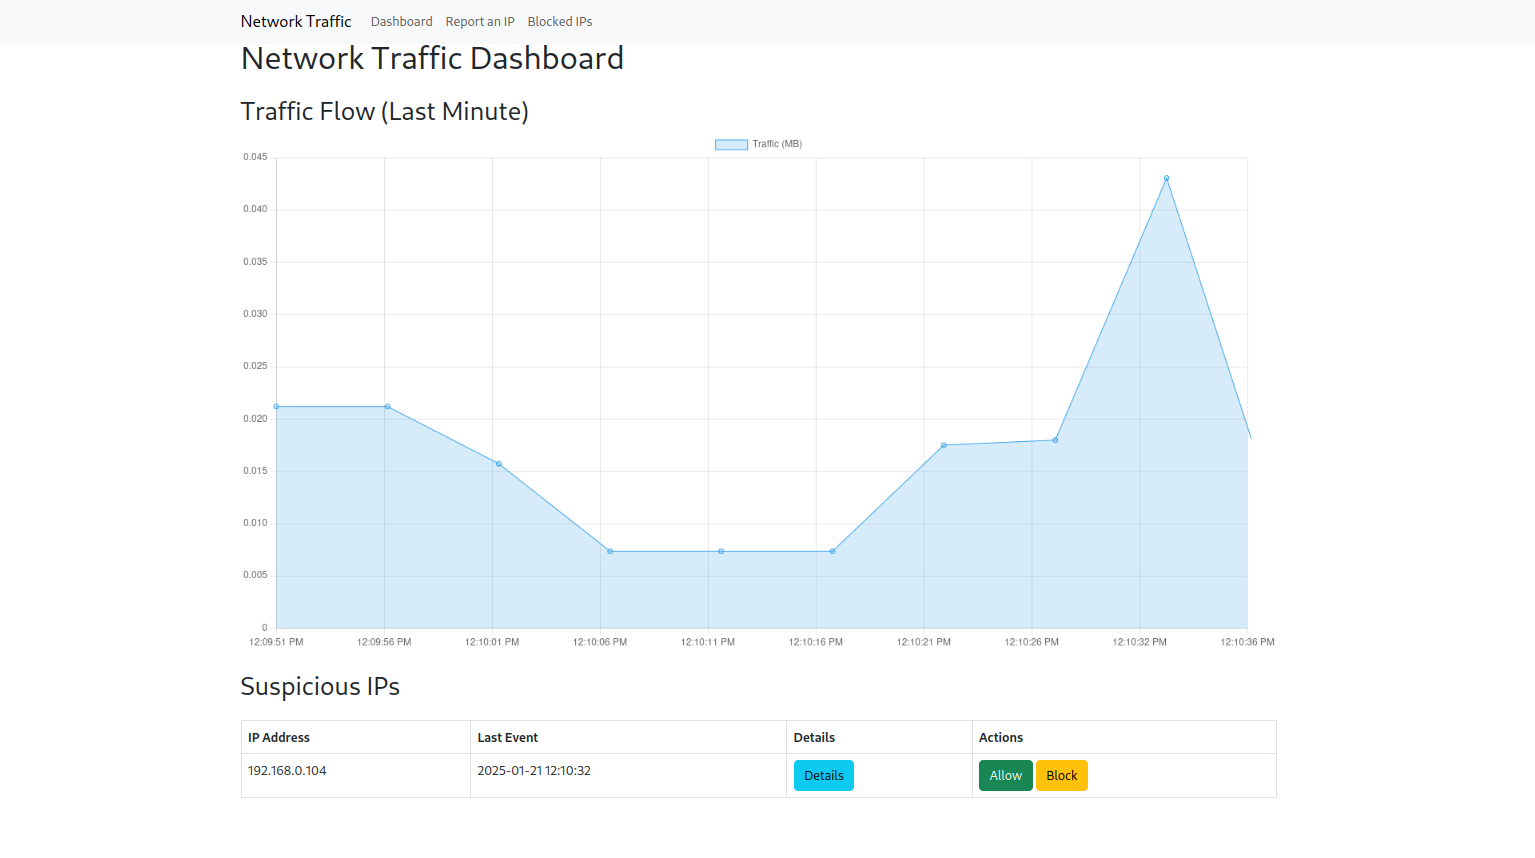 Network Traffic Dashboard Report an IP Blocked IPs
Network Traffic Dashboard
Traffic Flow (Last Minute)
Traffic (MB)
0.045
0.040
0.035
0.030
0.025
0.020
0.015
0.010
0.005
0
12:09:51 PM 12:09:56 PM 12:10:01 PM 12:10:06 PM 12:10:11 PM 12:10:16 PM 12:10:21 PM 12:10:26 PM 12:10:32 PM 12:10:36 PM
Suspicious IPs
IP Address Last Event Details Actions
192.168.0.104 2025-01-21 12:10:32 Details Allow Block